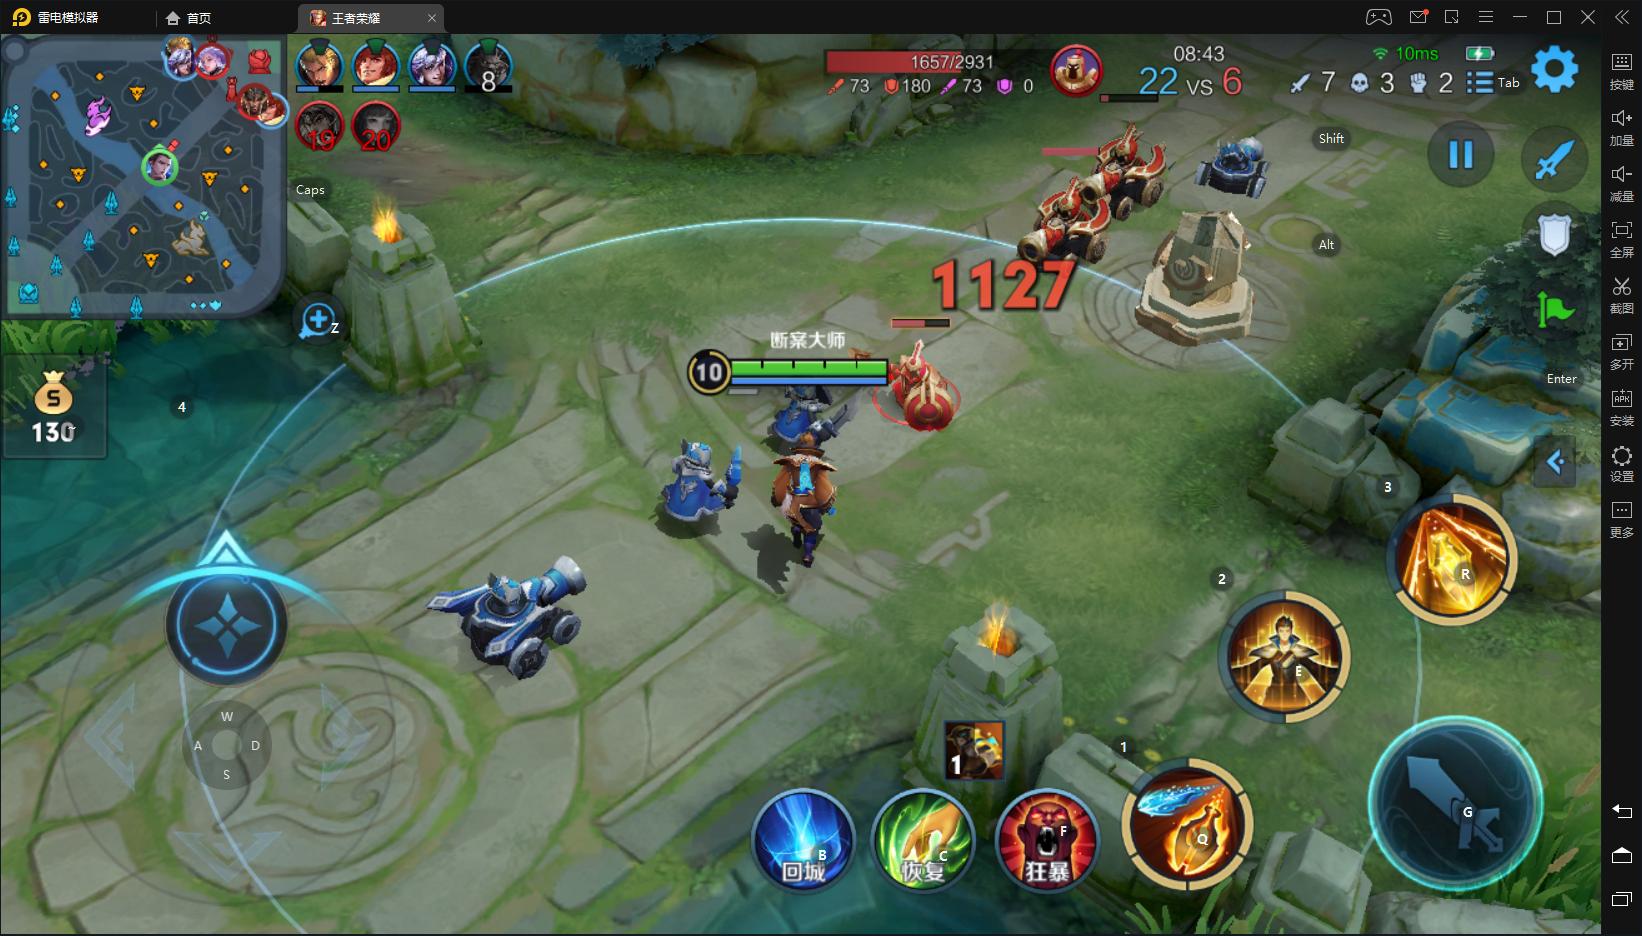 雷电模拟器
首页
王者荣耀
8
19
20
Caps
1657/2931
73
180
73
0
08:43
22 VS 6
10ms
7
3
2
Tab
Shift
Alt
Enter
Z
1127
断案大师
10
130
~
4
W
A
D
S
3
R
2
E
1
1
Q
G
B
回城
C
恢复
F
狂暴
按键
加量
减量
全屏
截图
多开
APK
安装
设置
更多